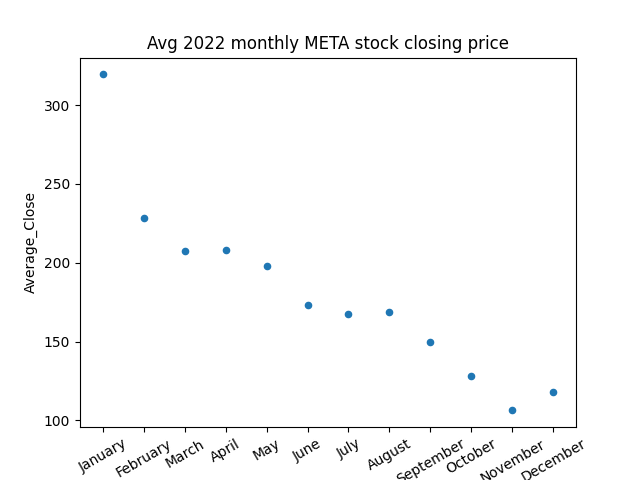 Avg 2022 monthly META stock closing price
Average_Close
300
250
200
150
100
January
February
March
April
May
June
July
August
September
October
November
December